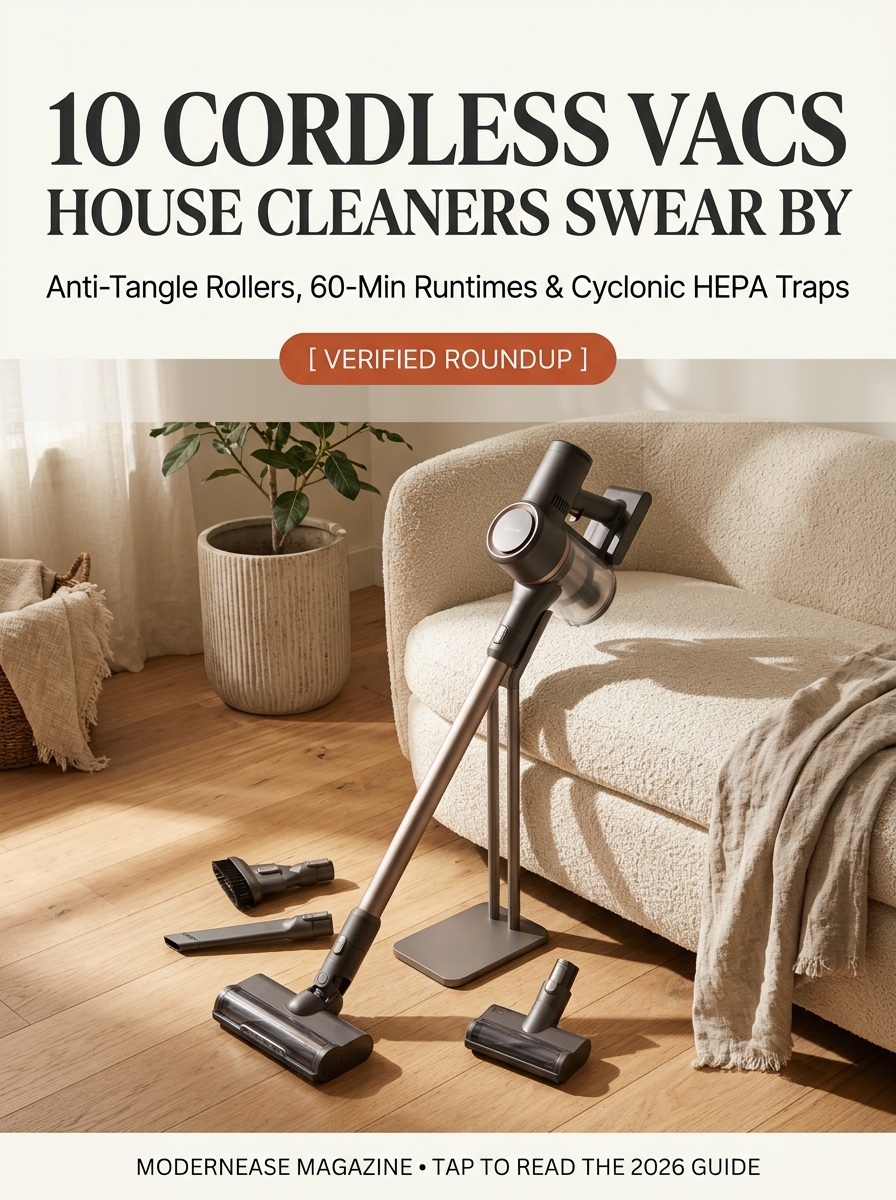 10 CORDLESS VACS
HOUSE CLEANERS SWEAR BY
Anti-Tangle Rollers, 60-Min Runtimes & Cyclonic HEPA Traps
[ VERIFIED ROUNDUP ]
MODERNEASE MAGAZINE • TAP TO READ THE 2026 GUIDE